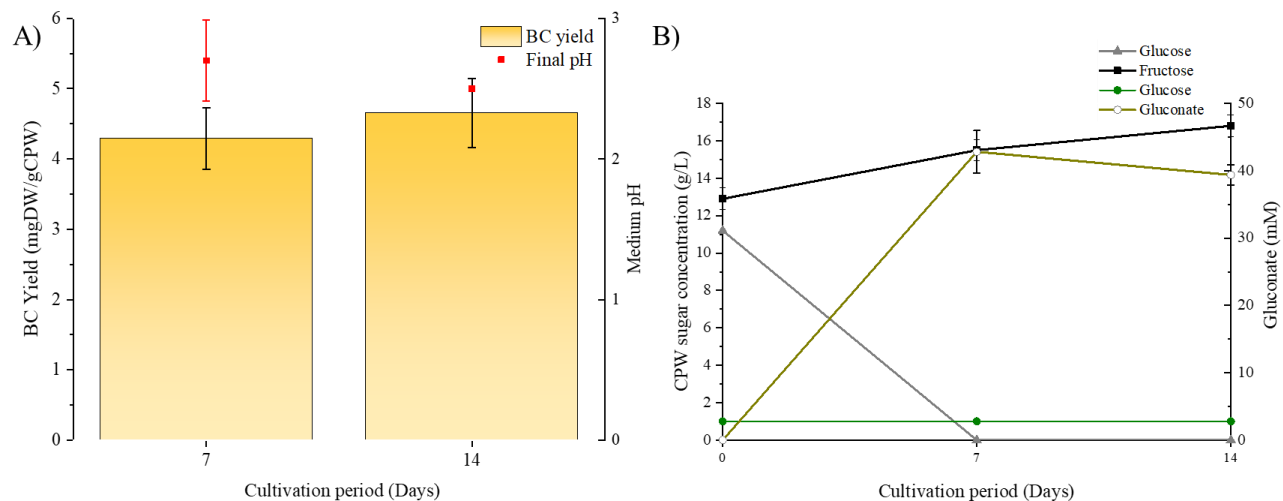 A)
BC yield
Final pH
6
5
4
3
2
1
0
BC Yield (mgDW/gCPW)
3
2
1
0
Medium pH
7
14
Cultivation period (Days)
B)
Glucose
Fructose
Glucose
Gluconate
18
16
14
12
10
8
6
4
2
0
CPW sugar concentration (g/L)
50
40
30
20
10
0
Gluconate (mM)
0
7
14
Cultivation period (Days)